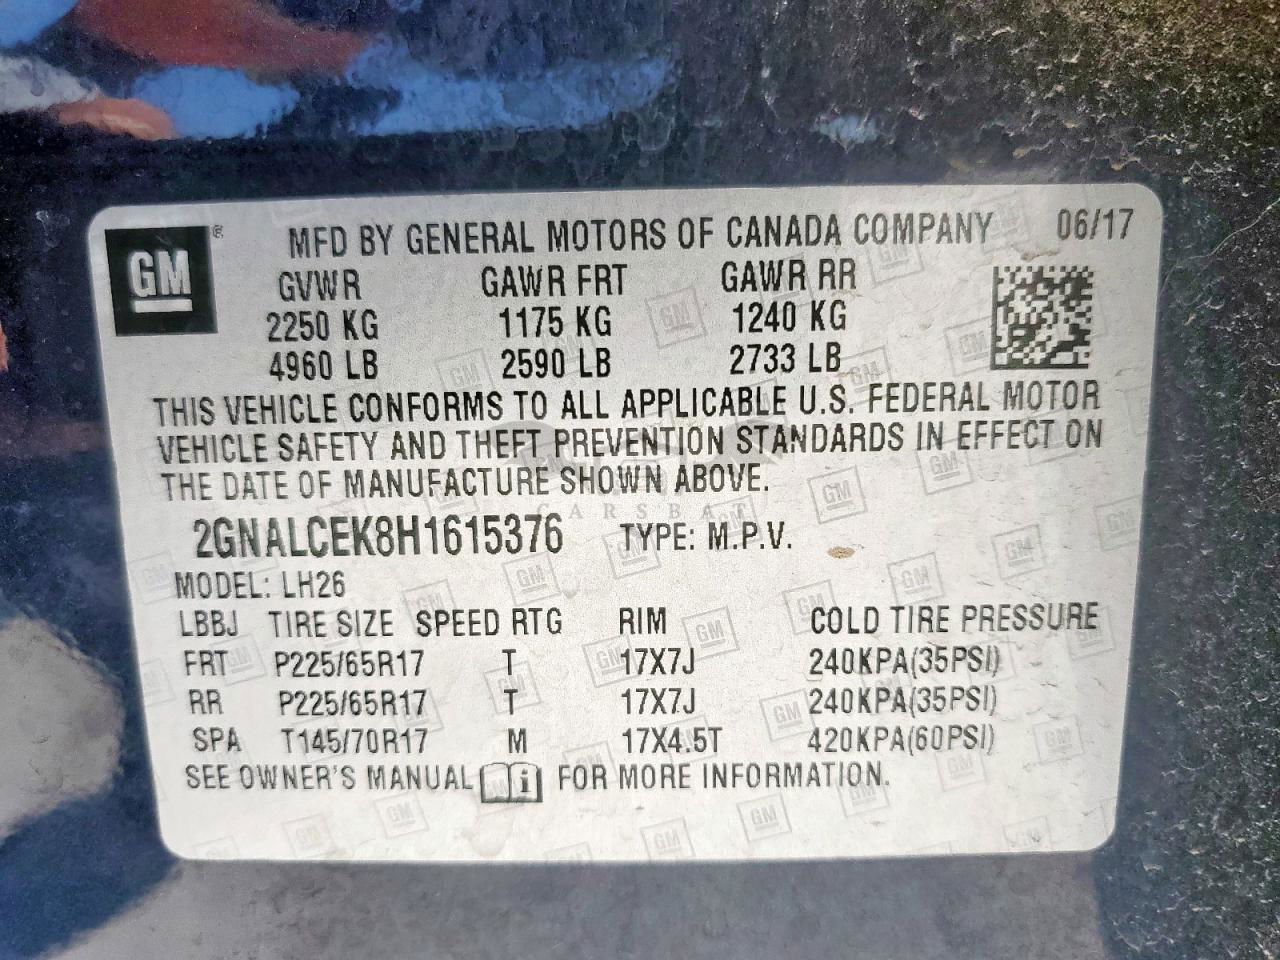 GM ® MFD BY GENERAL MOTORS OF CANADA COMPANY 06/17
GVWR GAWR FRT GAWR RR
2250 KG 1175 KG 1240 KG
4960 LB 2590 LB 2733 LB
THIS VEHICLE CONFORMS TO ALL APPLICABLE U.S. FEDERAL MOTOR
VEHICLE SAFETY AND THEFT PREVENTION STANDARDS IN EFFECT ON
THE DATE OF MANUFACTURE SHOWN ABOVE.
CARSBAT
2GNALCEK8H1615376 TYPE: M.P.V.
MODEL: LH26
LBBJ TIRE SIZE SPEED RTG RIM COLD TIRE PRESSURE
FRT P225/65R17 T 17X7J 240KPA(35PSI)
RR P225/65R17 T 17X7J 240KPA(35PSI)
SPA T145/70R17 M 17X4.5T 420KPA(60PSI)
SEE OWNER'S MANUAL i FOR MORE INFORMATION.